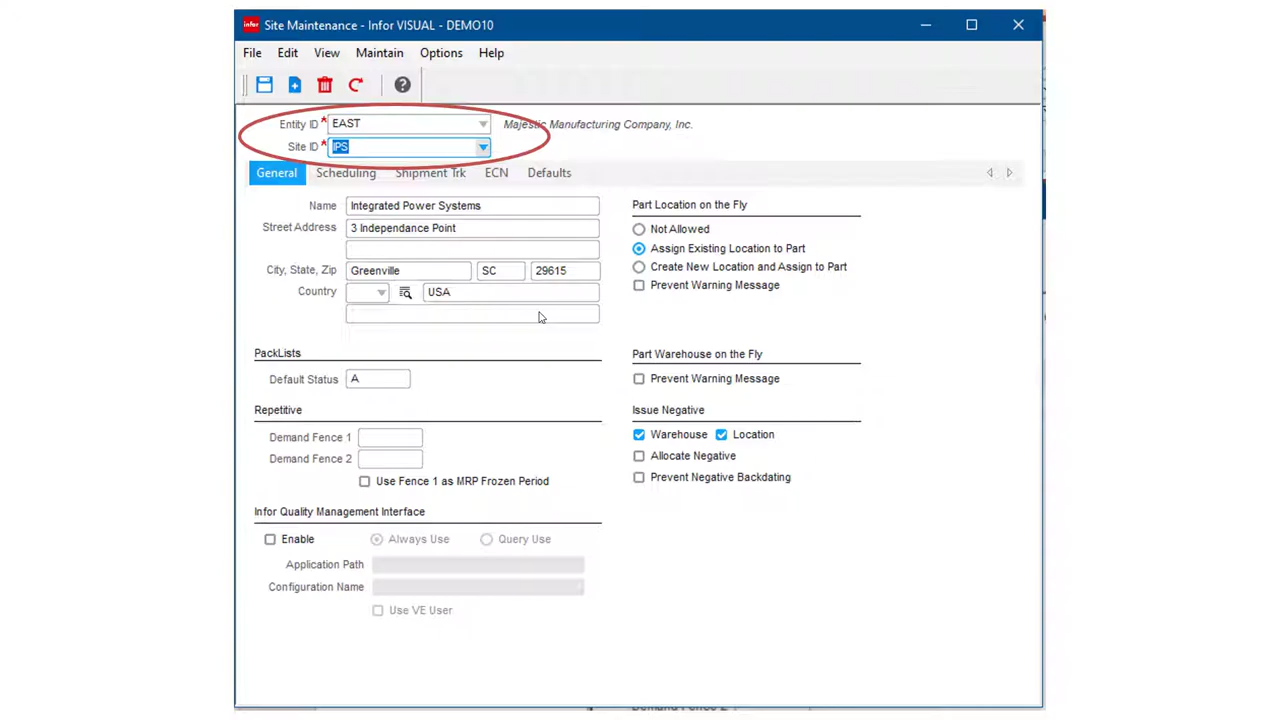 infor Site Maintenance - Infor VISUAL - DEMO10
File Edit View Maintain Options Help
?
Entity ID * EAST Majestic Manufacturing Company, Inc.
Site ID * IPS
General Scheduling Shipment Trk ECN Defaults
Name Integrated Power Systems
Street Address 3 Independance Point
City, State, Zip Greenville SC 29615
Country USA
PackLists
Default Status A
Repetitive
Demand Fence 1
Demand Fence 2
Use Fence 1 as MRP Frozen Period
Infor Quality Management Interface
Enable Always Use Query Use
Application Path
Configuration Name
Use VE User
Part Location on the Fly
Not Allowed
Assign Existing Location to Part
Create New Location and Assign to Part
Prevent Warning Message
Part Warehouse on the Fly
Prevent Warning Message
Issue Negative
Warehouse Location
Allocate Negative
Prevent Negative Backdating